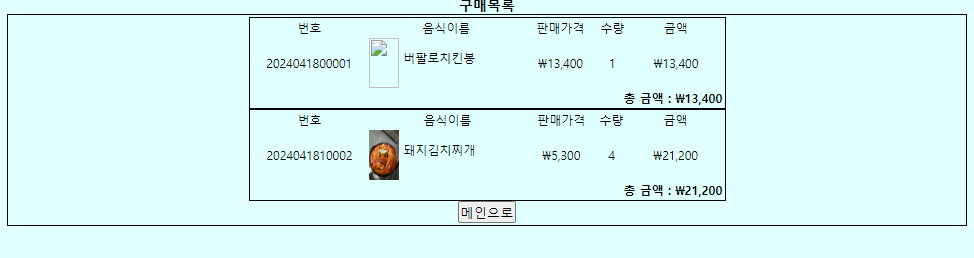 구매목록
번호 음식이름 판매가격 수량 금액
2024041800001 버팔로치킨봉 ₩13,400 1 ₩13,400
총 금액 : ₩13,400
번호 음식이름 판매가격 수량 금액
2024041810002 돼지김치찌개 ₩5,300 4 ₩21,200
총 금액 : ₩21,200
메인으로